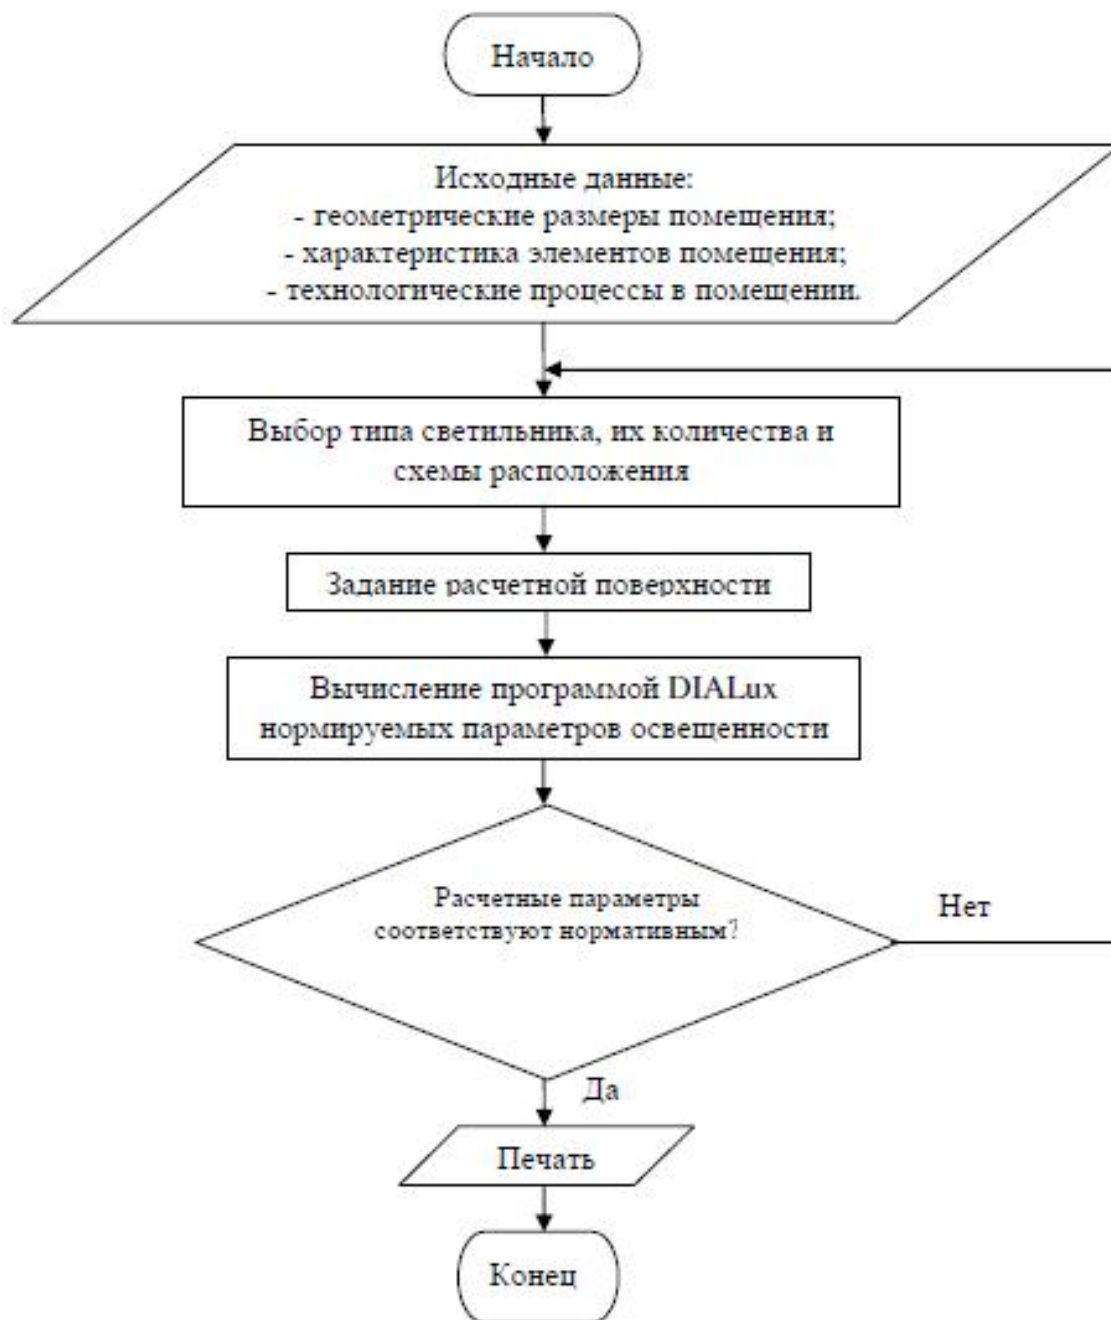 Начало
Исходные данные:
- геометрические размеры помещения;
- характеристика элементов помещения;
- технологические процессы в помещении.
Выбор типа светильника, их количества и
схемы расположения
Задание расчетной поверхности
Вычисление программой DIALux
нормируемых параметров освещенности
Расчетные параметры
соответствуют нормативным?
Нет
Да
Печать
Конец